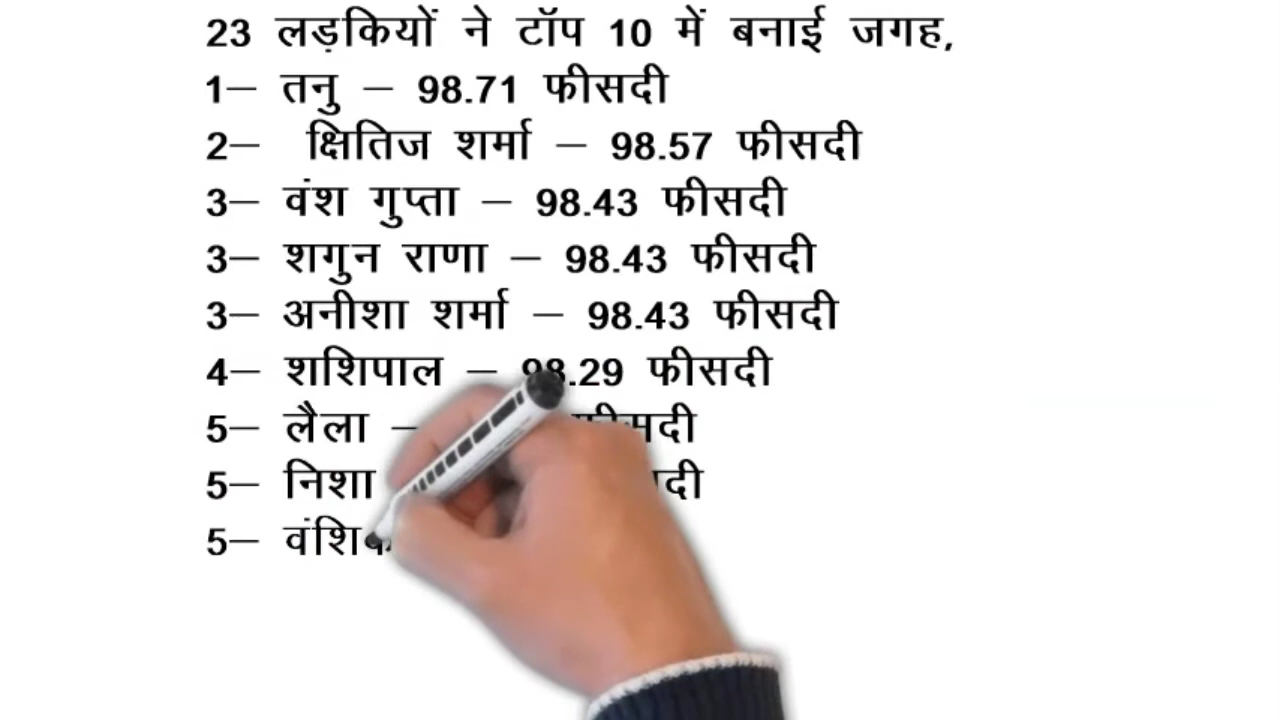 23 लड़कियों ने टॉप 10 में बनाई जगह,
1– तनु – 98.71 फीसदी
2– क्षितिज शर्मा – 98.57 फीसदी
3– वंश गुप्ता – 98.43 फीसदी
3– शगुन राणा – 98.43 फीसदी
3– अनीशा शर्मा – 98.43 फीसदी
4– शशिपाल – 98.29 फीसदी
5– लैला – फीसदी
5– निशा
5–